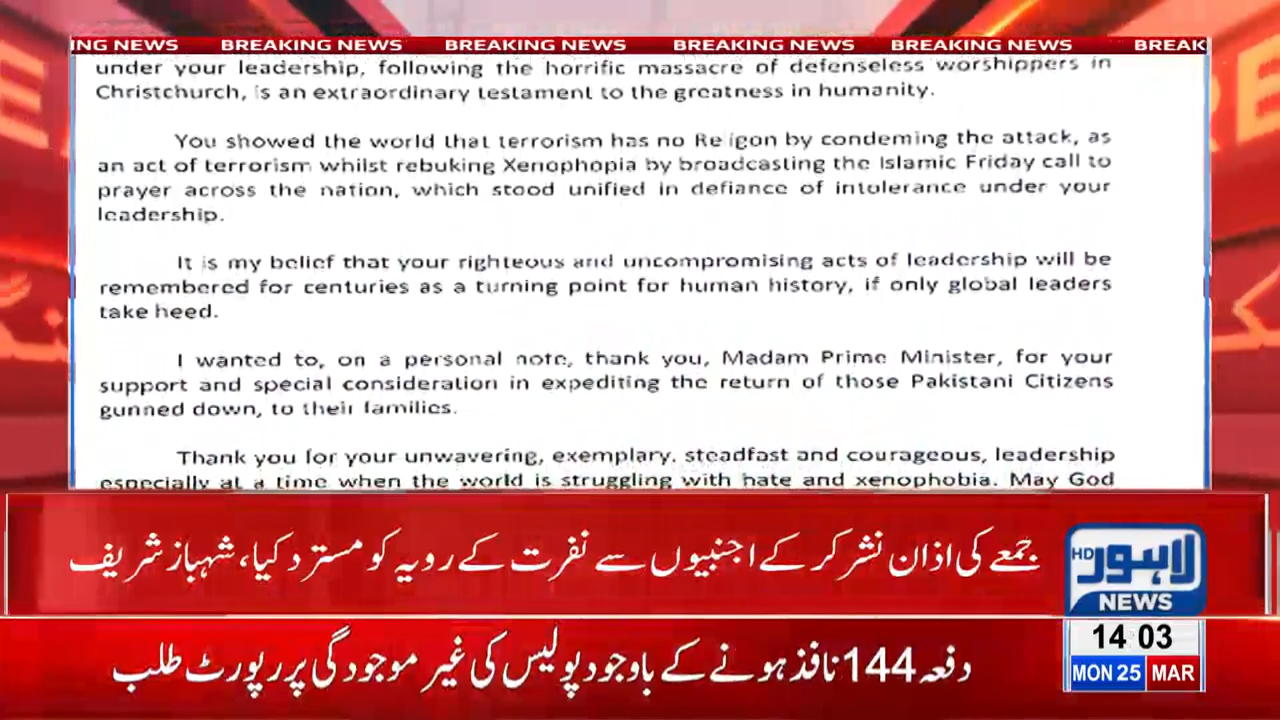 ING NEWS BREAKING NEWS BREAKING NEWS BREAKING NEWS BREAKING NEWS BREAK
under your leadership, following the horrific massacre of defenseless worshippers in
Christchurch, is an extraordinary testament to the greatness in humanity.
You showed the world that terrorism has no Religon by condeming the attack, as
an act of terrorism whilst rebuking Xenophopia by broadcasting the Islamic Friday call to
prayer across the nation, which stood unified in defiance of intolerance under your
leadership.
It is my belief that your righteous and uncompromising acts of leadership will be
remembered for centuries as a turning point for human history, if only global leaders
take heed.
I wanted to, on a personal note, thank you, Madam Prime Minister, for your
support and special consideration in expediting the return of those Pakistani Citizens
gunned down, to their families.
Thank you for your unwavering, exemplary, steadfast and courageous, leadership
especially at a time when the world is struggling with hate and xenophobia. May God
جمعے کی اذان نشر کر کے اجنبیوں سے نفرت کے رویہ کو مسترد کیا، شہباز شریف
HD لاہور
NEWS
دفعہ 144 نافذ ہونے کے باوجود پولیس کی غیر موجودگی پر رپورٹ طلب
14 03
MON 25 MAR